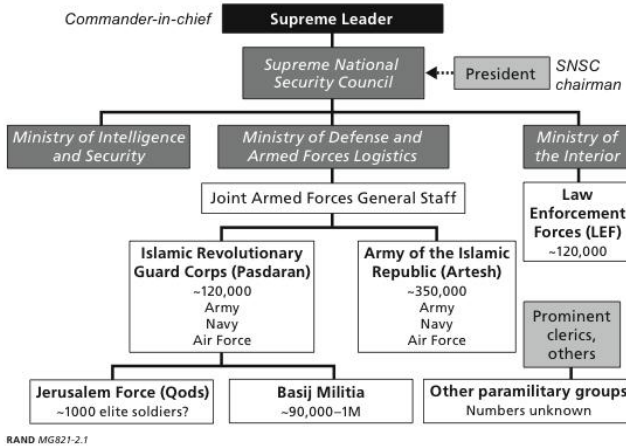 Commander-in-chief
Supreme Leader
Supreme National
Security Council
President
SNSC
chairman
Ministry of Intelligence
and Security
Ministry of Defense and
Armed Forces Logistics
Ministry of
the Interior
Joint Armed Forces General Staff
Law
Enforcement
Forces (LEF)
~120,000
Islamic Revolutionary
Guard Corps (Pasdaran)
~120,000
Army
Navy
Air Force
Army of the Islamic
Republic (Artesh)
~350,000
Army
Navy
Air Force
Prominent
clerics,
others
Jerusalem Force (Qods)
~1000 elite soldiers?
Basij Militia
~90,000–1M
Other paramilitary groups
Numbers unknown
RAND MG821-2.1